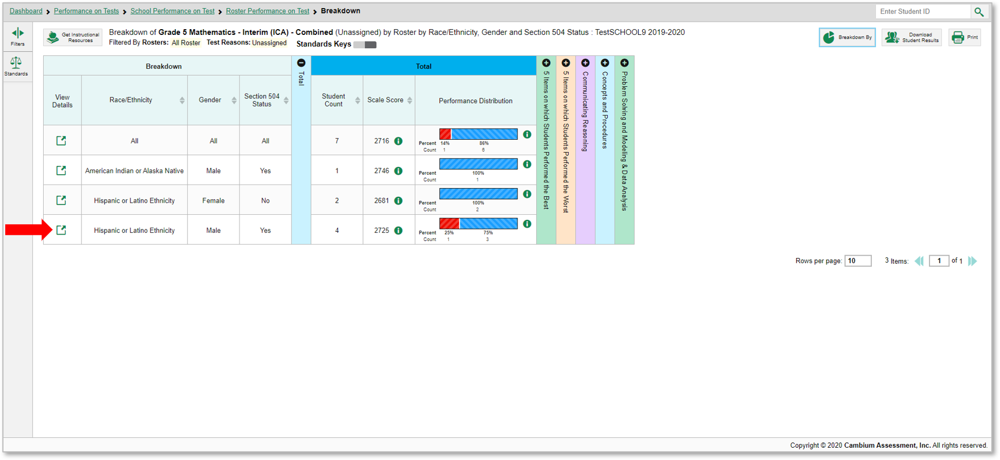 Dashboard > Performance on Tests > School Performance on Test > Roster Performance on Test > Breakdown
Enter Student ID
Filters
Standards
Get Instructional
Resources
Breakdown of Grade 5 Mathematics - Interim (ICA) - Combined (Unassigned) by Roster by Race/Ethnicity, Gender and Section 504 Status : TestSCHOOL9 2019-2020
Filtered By Rosters: All Roster Test Reasons: Unassigned Standards Keys
Breakdown By
Download
Student Results
Print
Breakdown
Total
Total
View
Details
Race/Ethnicity
Gender
Section 504
Status
Student
Count
Scale Score
Performance Distribution
5 Items on which Students Performed the Best
5 Items on which Students Performed the Worst
Communicating Reasoning
Concepts and Procedures
Problem Solving and Modeling & Data Analysis
All All All 7 2716
Percent 14% 86%
Count 1 6
American Indian or Alaska Native Male Yes 1 2746
Percent 100%
Count 1
Hispanic or Latino Ethnicity Female No 2 2681
Percent 100%
Count 2
Hispanic or Latino Ethnicity Male Yes 4 2725
Percent 25% 75%
Count 1 3
Rows per page: 10 3 Items: 1 of 1
Copyright © 2020 Cambium Assessment, Inc. All rights reserved.